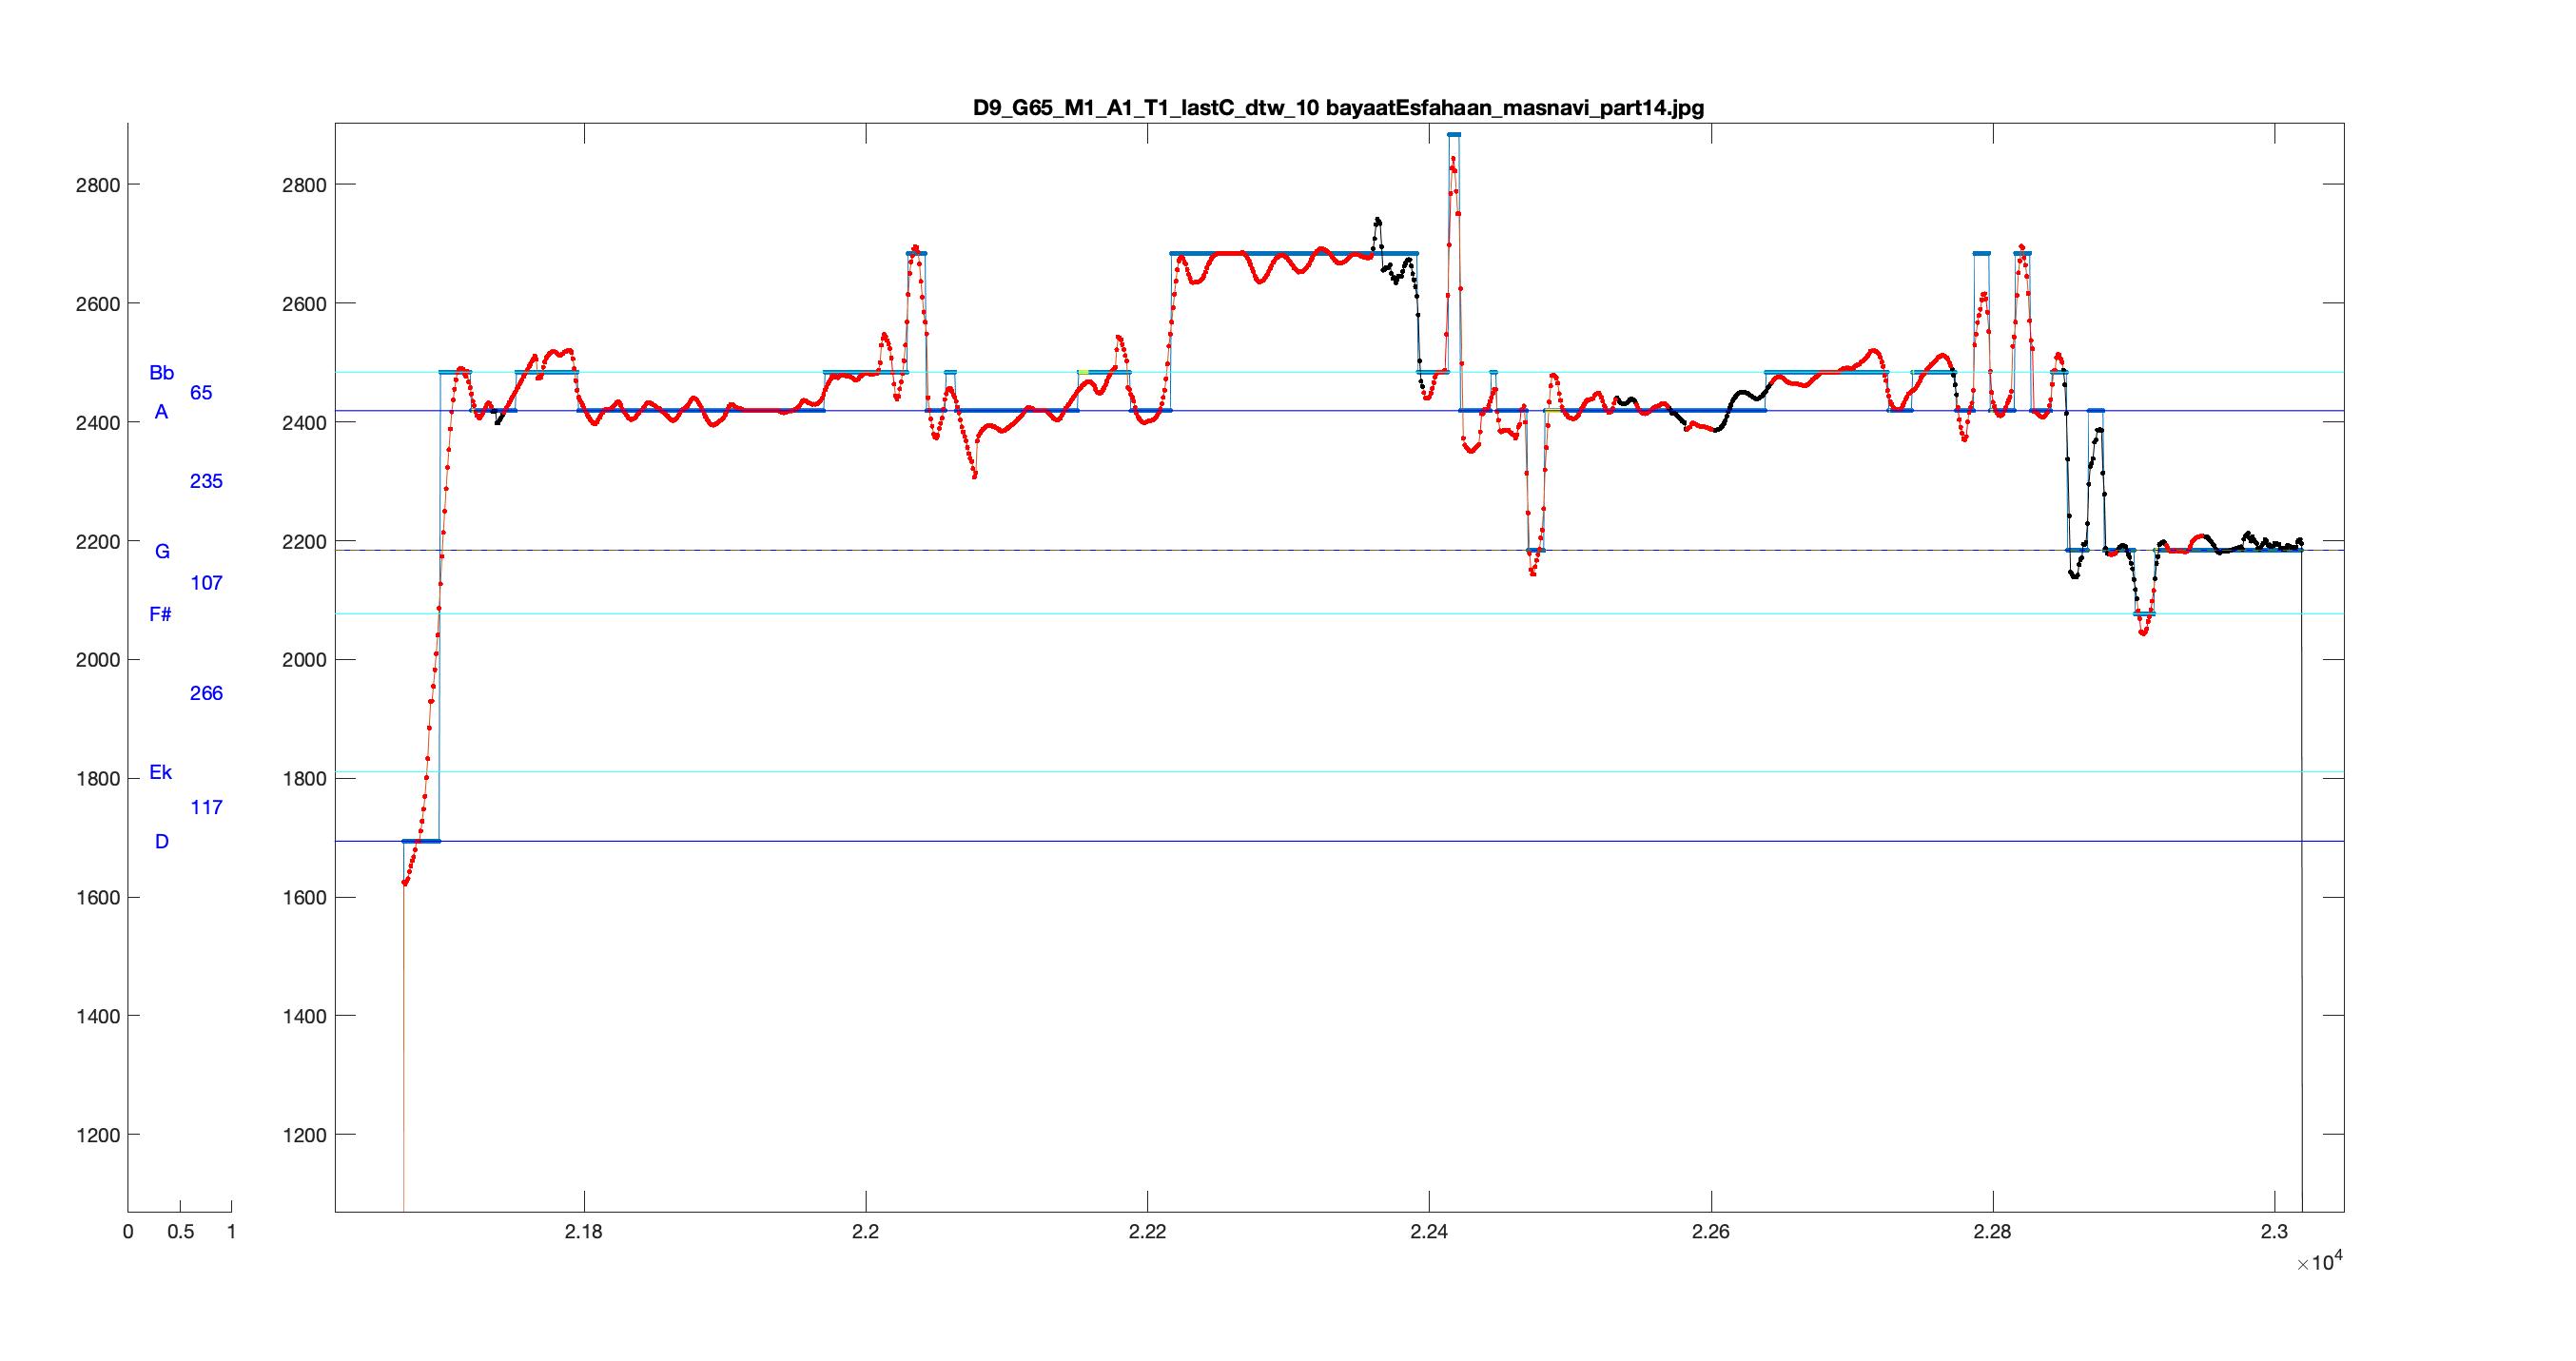 D9_G65_M1_A1_T1_lastC_dtw_10 bayaatEsfahaan_masnavi_part14.jpg
2800 2800
2600 2600
Bb
65
A
2400 2400
235
2200 2200
G
107
F#
2000 2000
266
Ek
1800 1800
117
D
1600 1600
1400 1400
1200 1200
0 0.5 1 2.18 2.2 2.22 2.24 2.26 2.28 2.3
×10^4